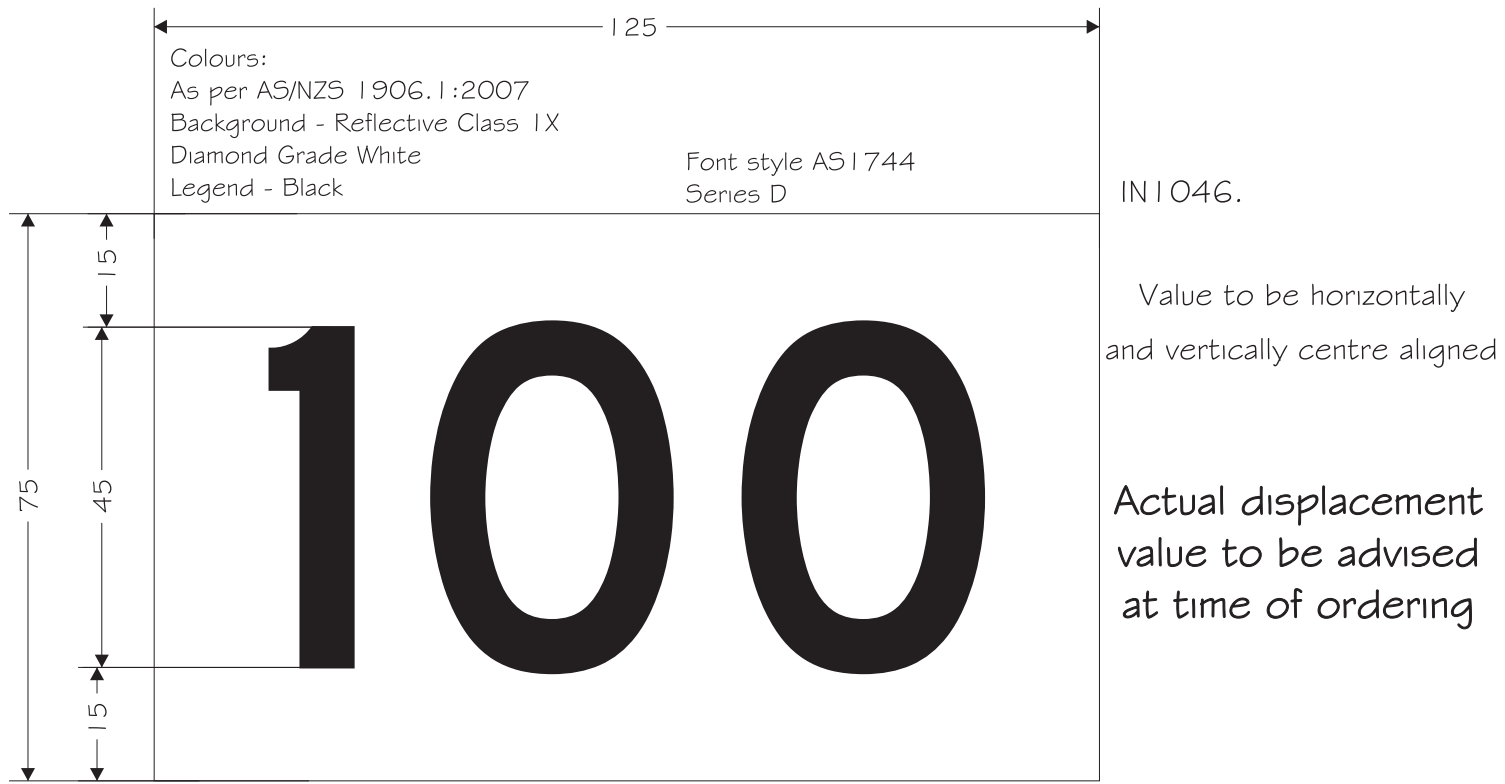 125
Colours:
As per AS/NZS 1906.1:2007
Background - Reflective Class 1X
Diamond Grade White
Legend - Black
Font style AS1744
Series D
IN1046.
15
Value to be horizontally
and vertically centre aligned
100
75
45
Actual displacement
value to be advised
at time of ordering
15